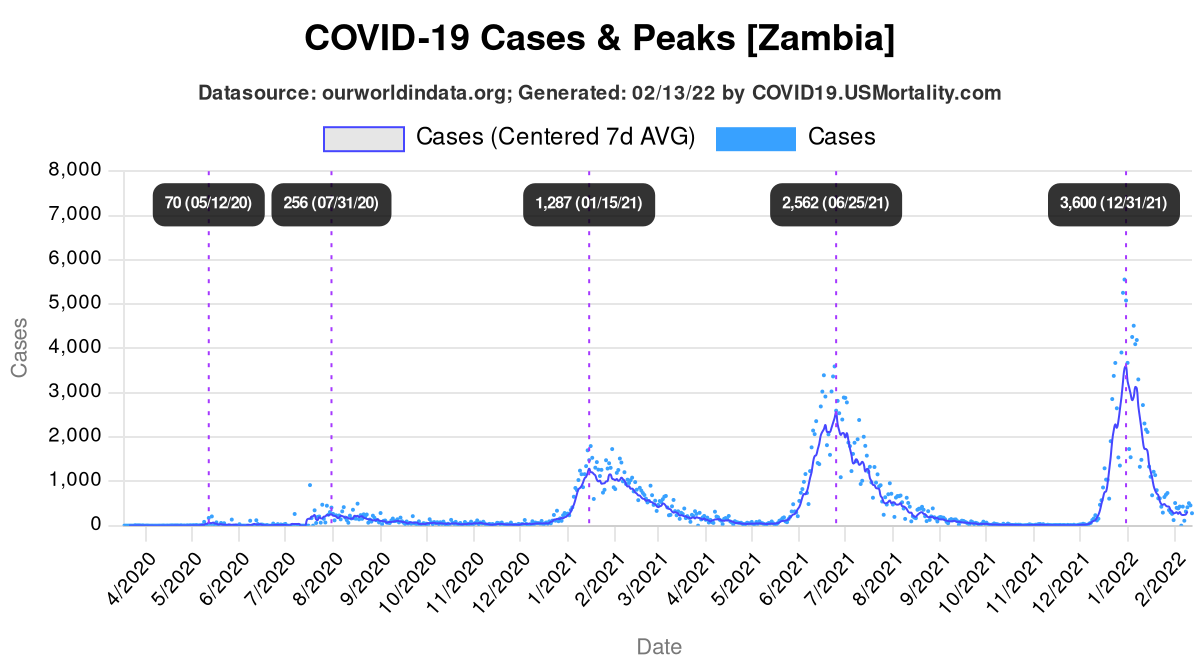 COVID-19 Cases & Peaks [Zambia]
Datasource: ourworldindata.org; Generated: 02/13/22 by COVID19.USMortality.com
Cases (Centered 7d AVG) Cases
8,000
70 (05/12/20) 256 (07/31/20) 1,287 (01/15/21) 2,562 (06/25/21) 3,600 (12/31/21)
7,000
6,000
5,000
4,000
3,000
2,000
1,000
0
Cases
4/2020 5/2020 6/2020 7/2020 8/2020 9/2020 10/2020 11/2020 12/2020 1/2021 2/2021 3/2021 4/2021 5/2021 6/2021 7/2021 8/2021 9/2021 10/2021 11/2021 12/2021 1/2022 2/2022
Date